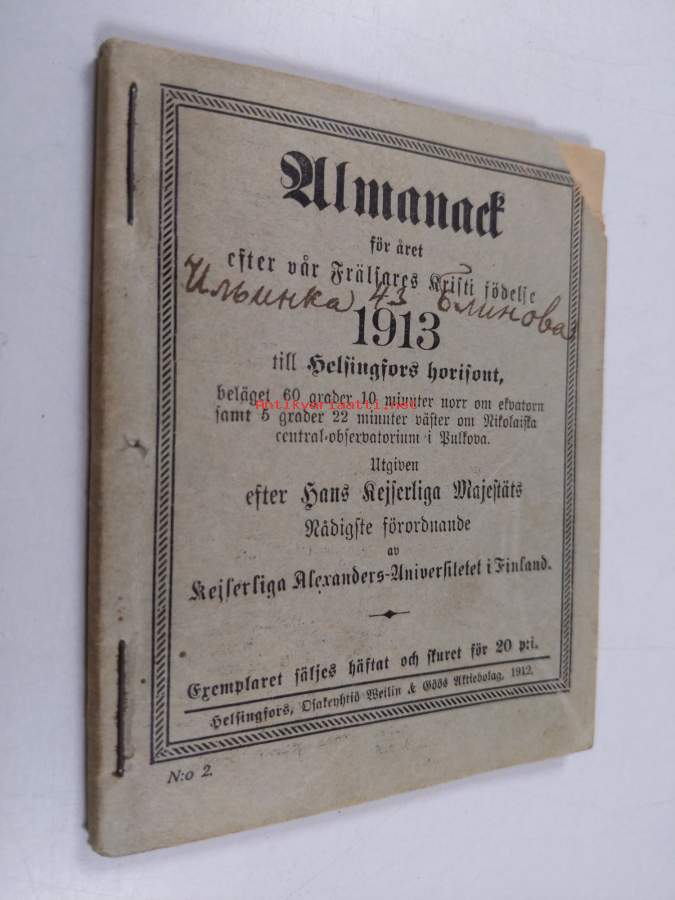 Almanack
för året
efter vår Frälsares Kristi födelse
Ильинка 43 Блинова
1913
till Helsingfors horisont,
beläget 60 grader 10 minuter norr om ekvatorn
Antikvariaatti.net
samt 5 grader 22 minuter väster om Nikolaiska
central-observatorium i Pulkova.
Utgiven
efter Hans Kejserliga Majestäts
Nådigste förordnande
av
Kejserliga Alexanders-Universitetet i Finland.
Exemplaret säljes häftat och skuret för 20 p:i.
Helsingfors, Osakeyhtiö Weilin & Göös Aktiebolag, 1912.
N:o 2.